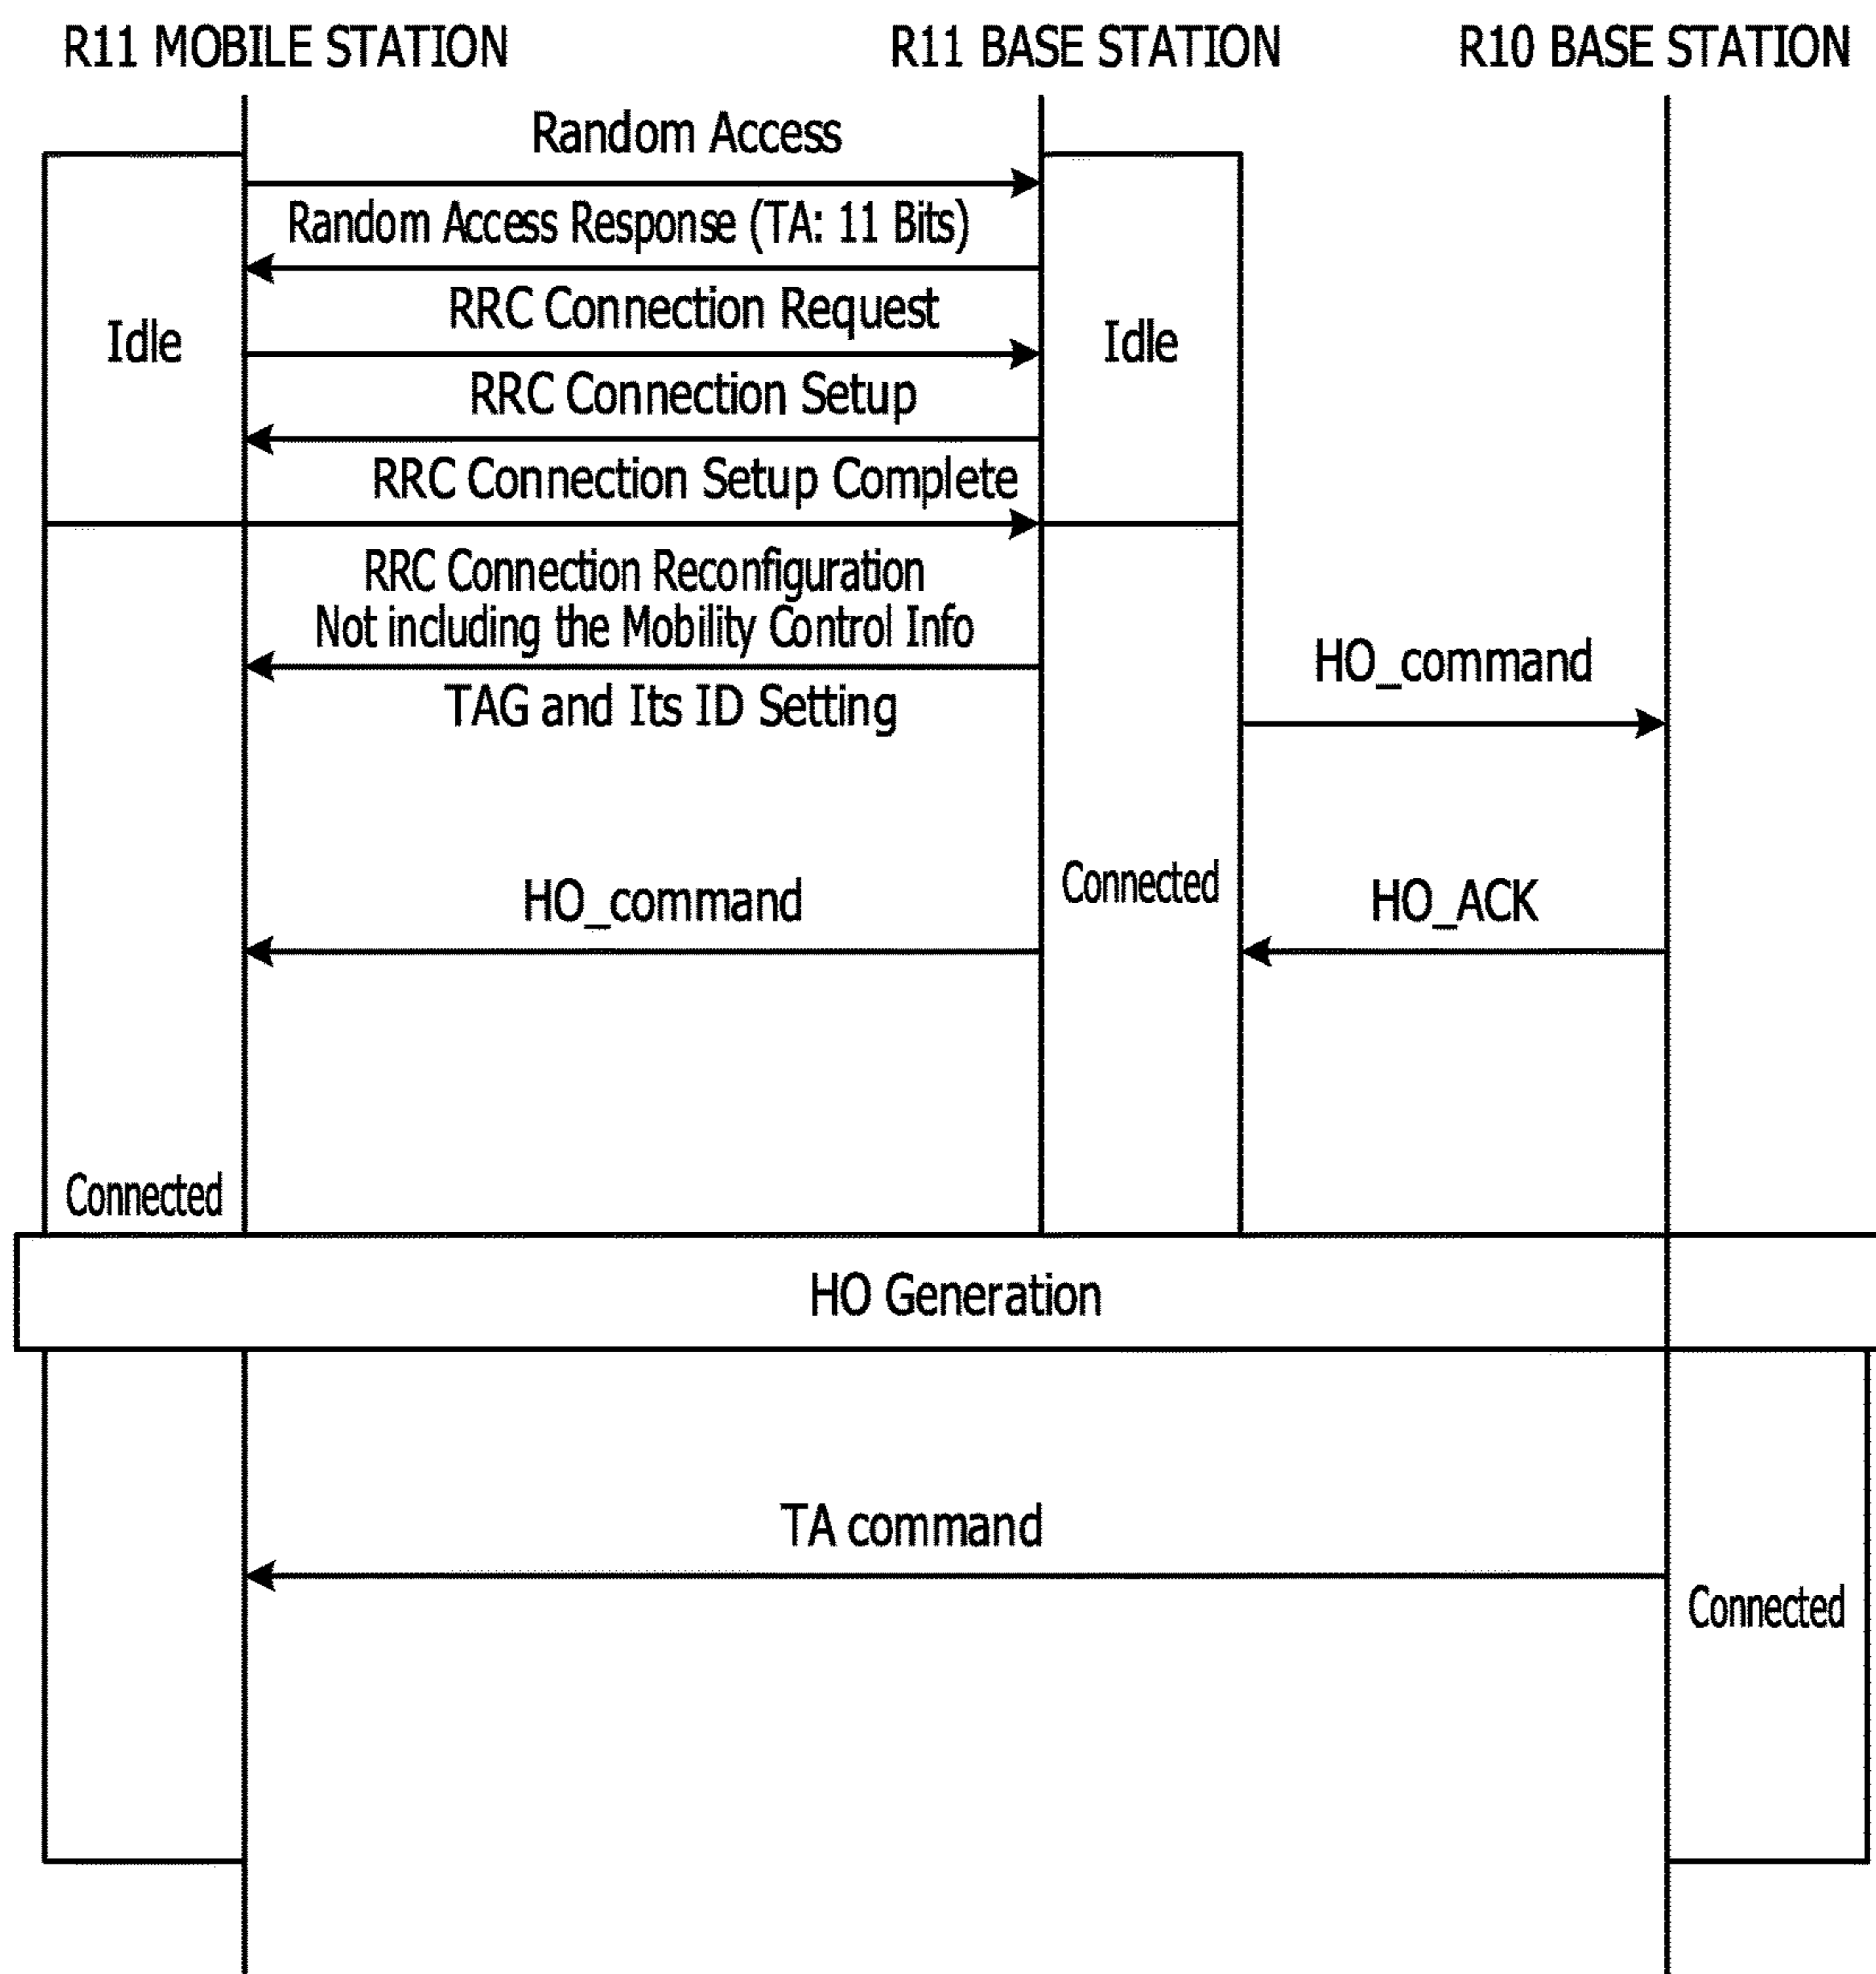 R11 MOBILE STATION
R11 BASE STATION
R10 BASE STATION
Random Access
Random Access Response (TA: 11 Bits)
RRC Connection Request
Idle
Idle
RRC Connection Setup
RRC Connection Setup Complete
RRC Connection Reconfiguration
Not including the Mobility Control Info
HO_command
TAG and Its ID Setting
Connected
HO_command
HO_ACK
Connected
HO Generation
TA command
Connected